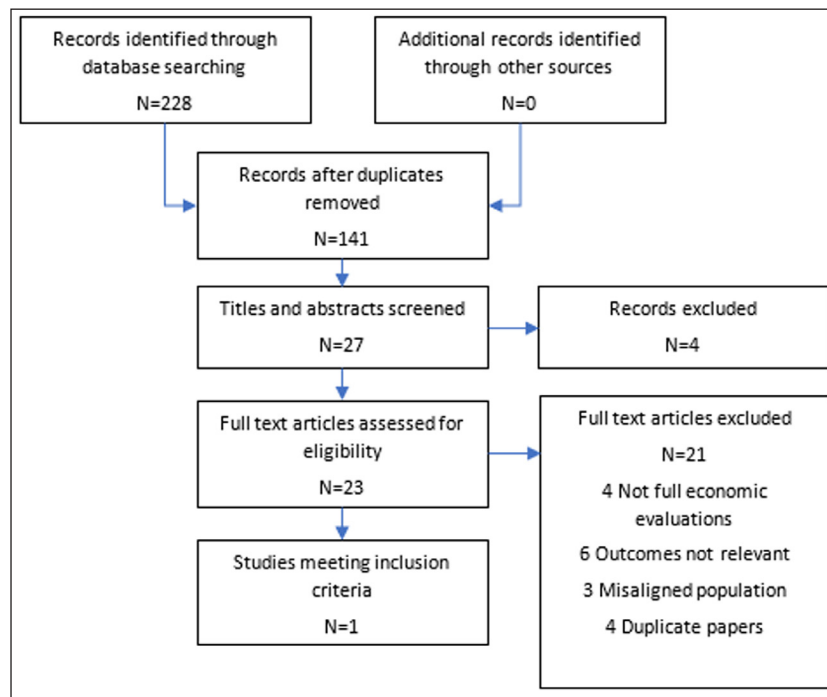 Records identified through
database searching
N=228
Additional records identified
through other sources
N=0
Records after duplicates
removed
N=141
Titles and abstracts screened
N=27
Records excluded
N=4
Full text articles assessed for
eligibility
N=23
Full text articles excluded
N=21
4 Not full economic
evaluations
6 Outcomes not relevant
3 Misaligned population
4 Duplicate papers
Studies meeting inclusion
criteria
N=1